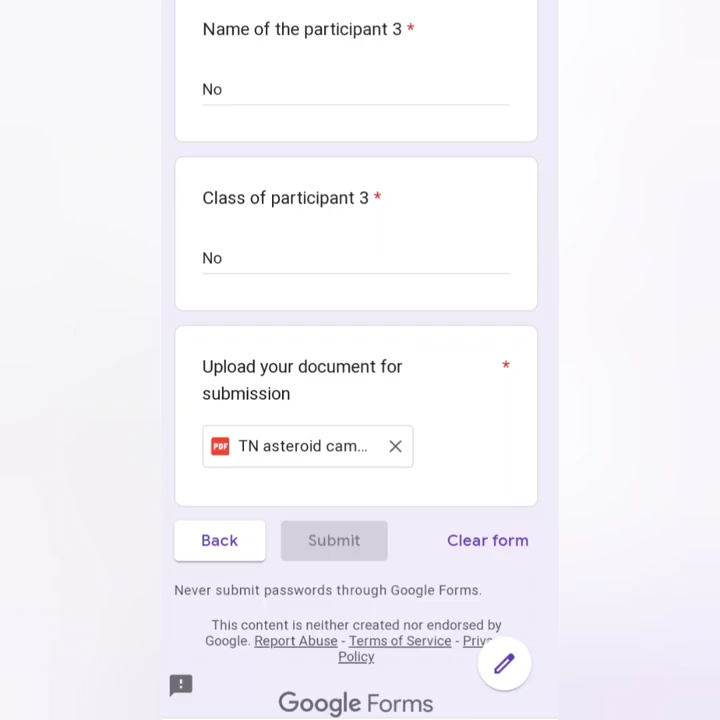 Name of the participant 3 *
No
Class of participant 3 *
No
Upload your document for *
submission
PDF TN asteroid cam...
Back Submit Clear form
Never submit passwords through Google Forms.
This content is neither created nor endorsed by
Google. Report Abuse - Terms of Service -
Policy
Google Forms